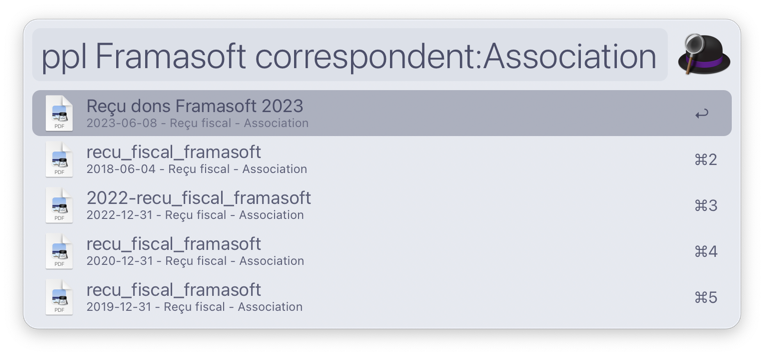 ppl Framasoft correspondent:Association
Reçu dons Framasoft 2023
2023-06-08 - Reçu fiscal - Association
↩
recu_fiscal_framasoft
2018-06-04 - Reçu fiscal - Association
⌘2
2022-recu_fiscal_framasoft
2022-12-31 - Reçu fiscal - Association
⌘3
recu_fiscal_framasoft
2020-12-31 - Reçu fiscal - Association
⌘4
recu_fiscal_framasoft
2019-12-31 - Reçu fiscal - Association
⌘5
PDF
PDF
PDF
PDF
PDF